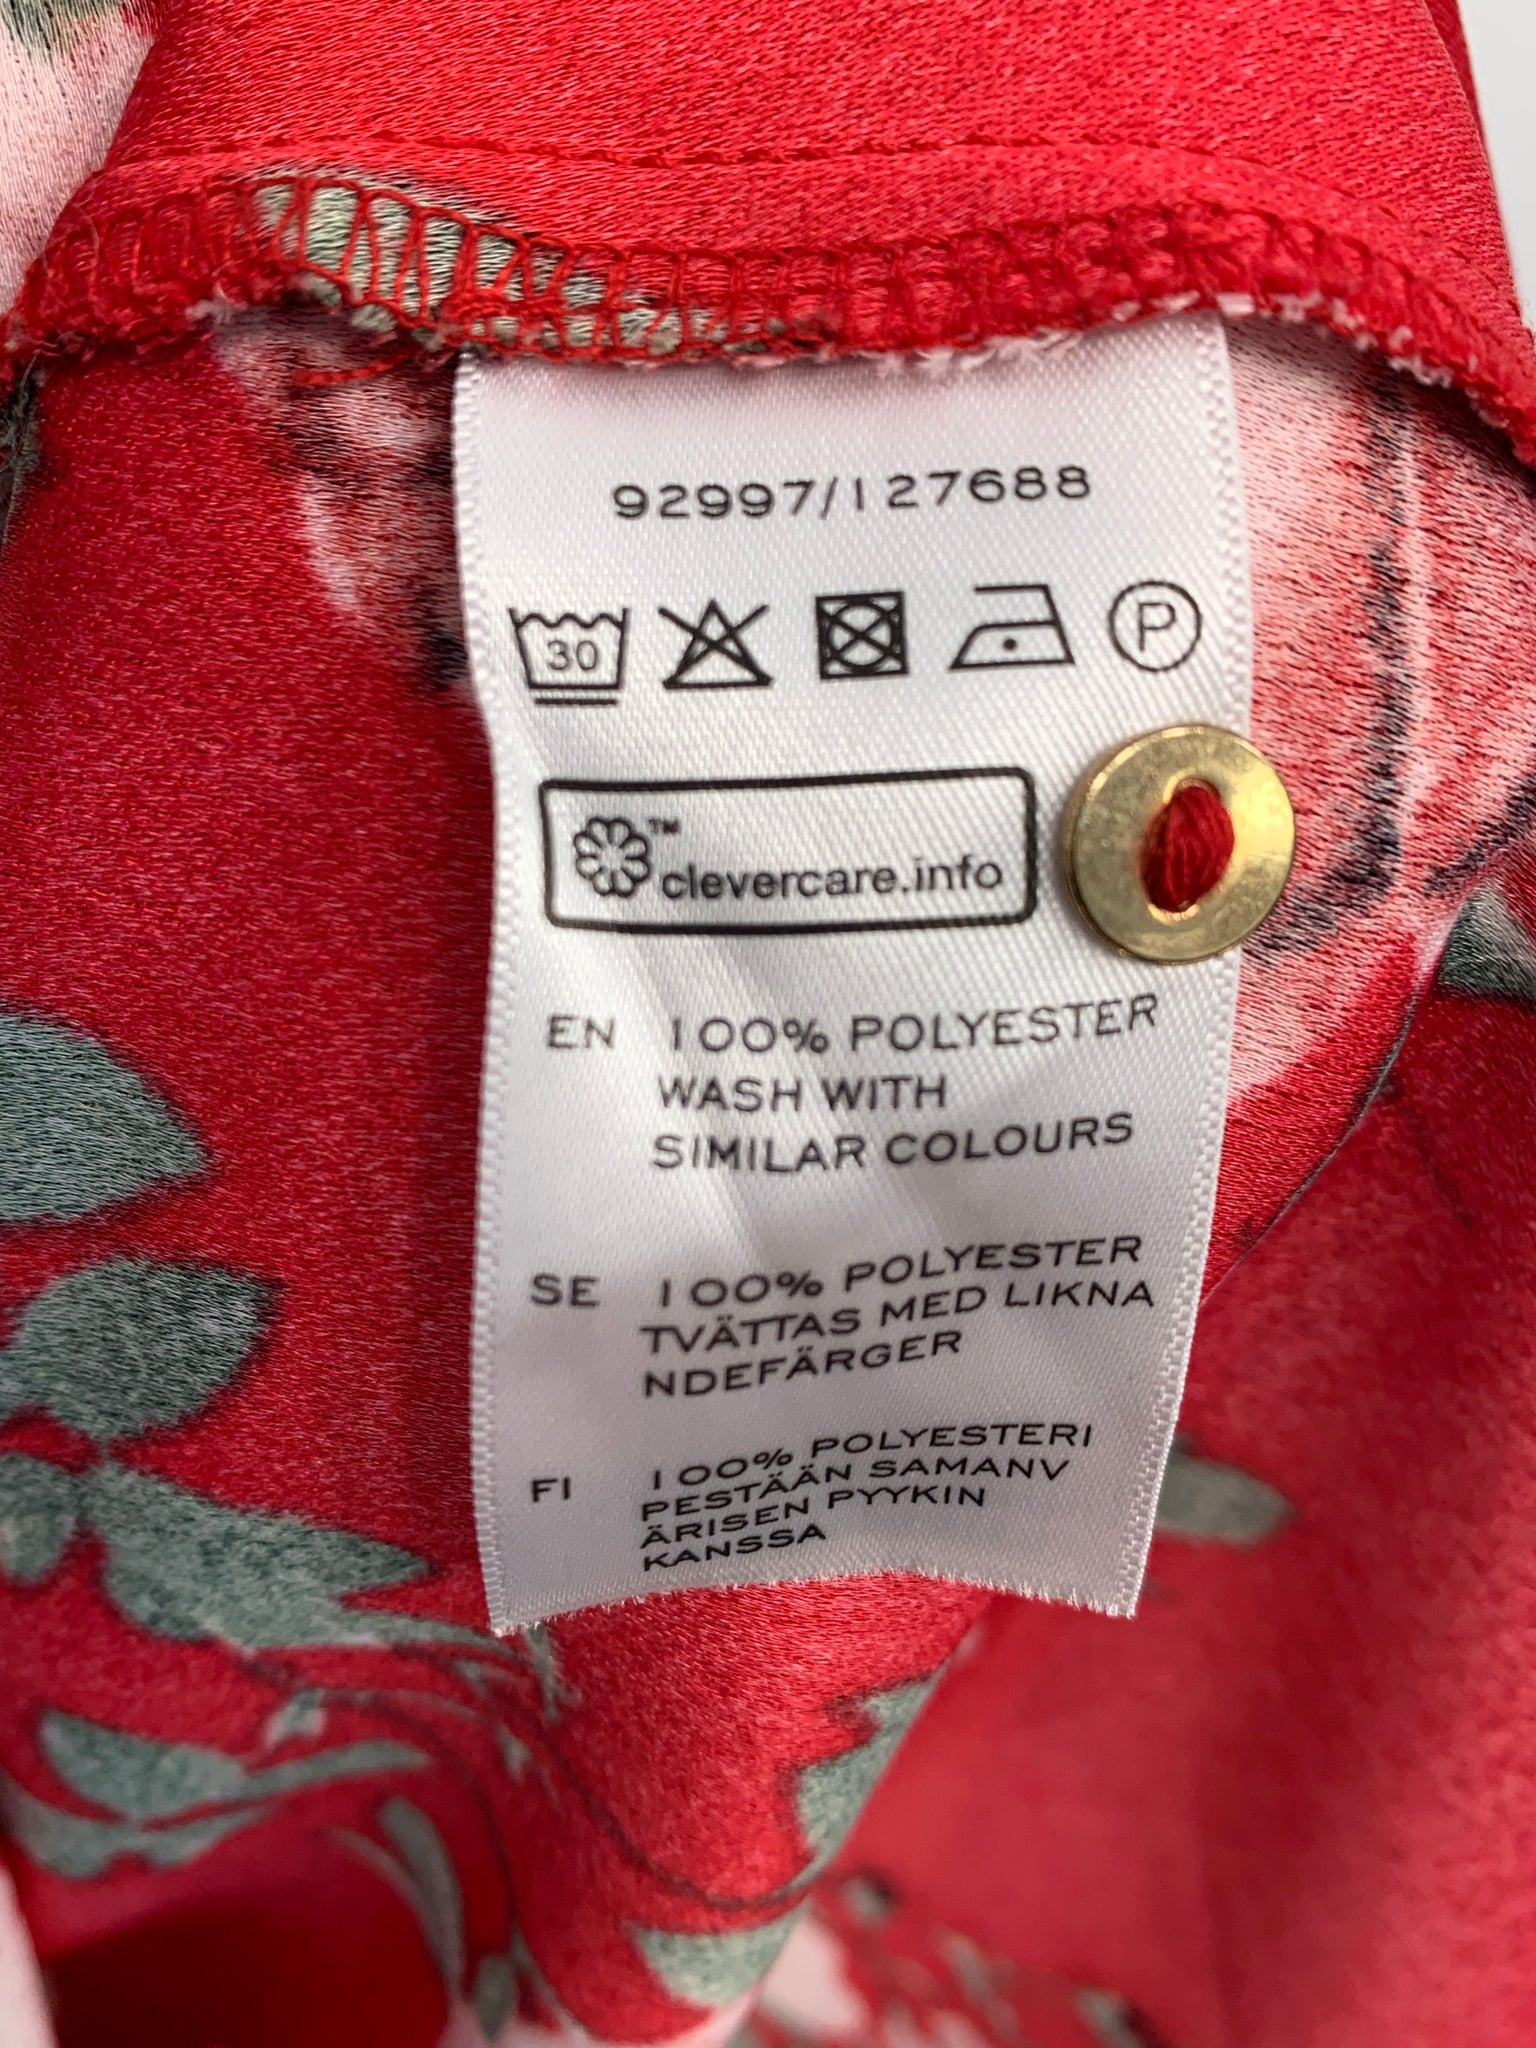 92997/127688
30 P
™
clevercare.info
EN 100% POLYESTER
WASH WITH
SIMILAR COLOURS
SE 100% POLYESTER
TVÄTTAS MED LIKNA
NDEFÄRGER
FI 100% POLYESTERI
PESTÄÄN SAMANV
ÄRISEN PYYKIN
KANSSA